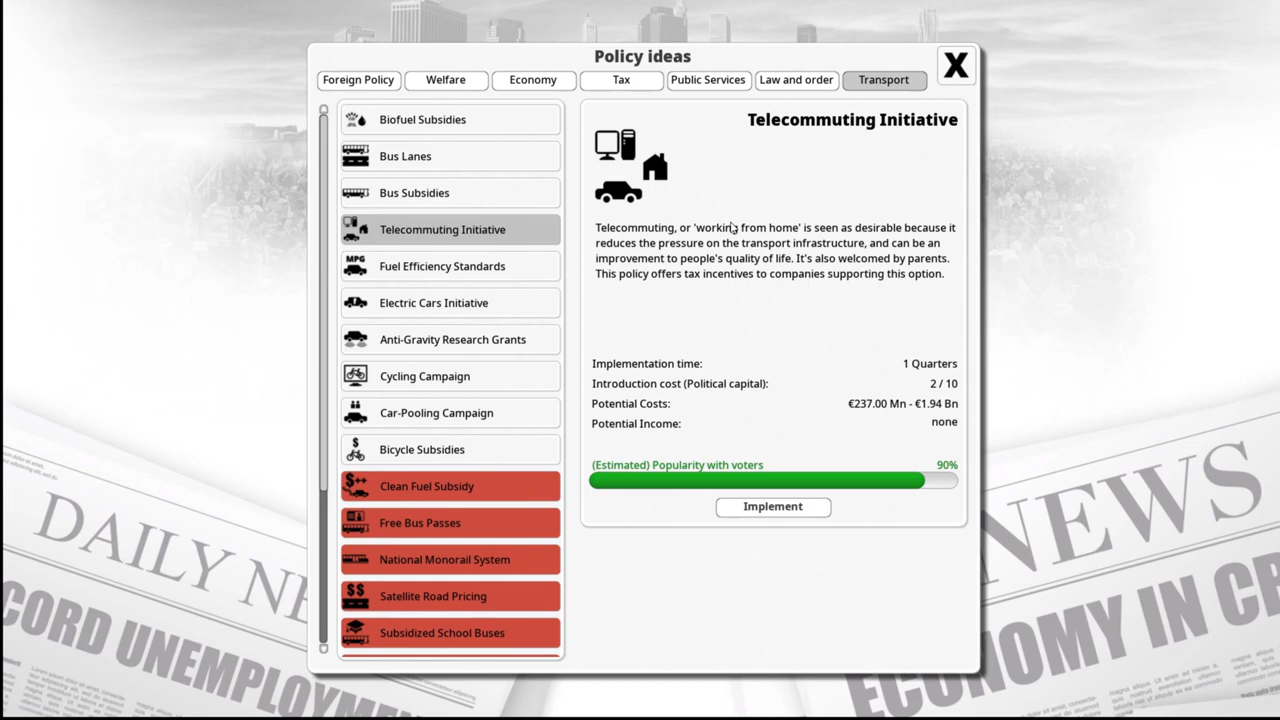 Policy ideas
X
Foreign Policy
Welfare
Economy
Tax
Public Services
Law and order
Transport
Biofuel Subsidies
Bus Lanes
Bus Subsidies
Telecommuting Initiative
MPG
Fuel Efficiency Standards
Electric Cars Initiative
Anti-Gravity Research Grants
Cycling Campaign
Car-Pooling Campaign
$
Bicycle Subsidies
$++
Clean Fuel Subsidy
Free Bus Passes
National Monorail System
$$
Satellite Road Pricing
Subsidized School Buses
Telecommuting Initiative
Telecommuting, or 'working from home' is seen as desirable because it
reduces the pressure on the transport infrastructure, and can be an
improvement to people's quality of life. It's also welcomed by parents.
This policy offers tax incentives to companies supporting this option.
Implementation time: 1 Quarters
Introduction cost (Political capital): 2 / 10
Potential Costs: €237.00 Mn - €1.94 Bn
Potential Income: none
(Estimated) Popularity with voters 90%
Implement
DAILY NE
CORD UNEMPLOYM
NEWS
ECONOMY IN CR